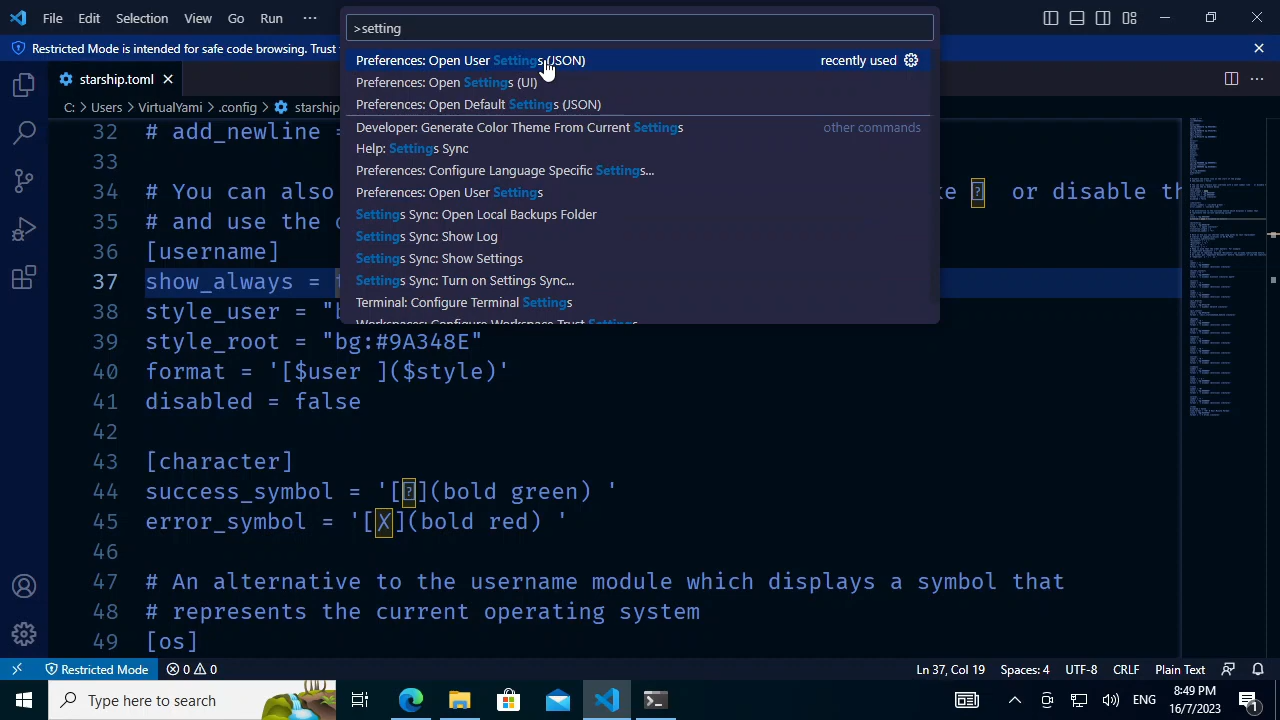 File Edit Selection View Go Run ···
>setting
Restricted Mode is intended for safe code browsing. Trust
Preferences: Open User Settings (JSON) recently used
Preferences: Open Settings (UI)
Preferences: Open Default Settings (JSON)
Developer: Generate Color Theme From Current Settings other commands
Help: Settings Sync
Preferences: Configure Language Specific Settings...
Preferences: Open User Settings
Settings Sync: Open Local Backups Folder
Settings Sync: Show Log
Settings Sync: Show Settings
Settings Sync: Turn on Settings Sync...
Terminal: Configure Terminal Settings
Workspaces: Configure Workspace Trust Settings
starship.toml
C: > Users > VirtualYami > .config > starship
32 # add_newline =
33
34 # You can also or disable th
35 # and use the
36 [username]
37 show_always =
38 style_user = "b
39 style_root = "bg:#9A348E"
40 format = '[$user ]($style)'
41 disabled = false
42
43 [character]
44 success_symbol = '[?](bold green) '
45 error_symbol = '[╳](bold red) '
46
47 # An alternative to the username module which displays a symbol that
48 # represents the current operating system
49 [os]
Restricted Mode 0 0 Ln 37, Col 19 Spaces: 4 UTF-8 CRLF Plain Text
Type here to search ENG 8:49 PM
16/7/2023 1